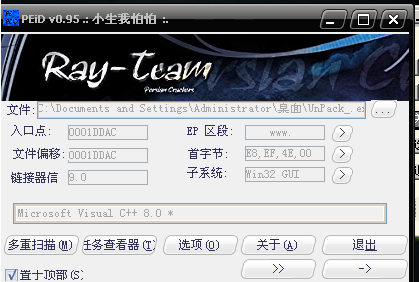 PEiD v0.95 .: 小生我怕怕 :.
Ray-Team
Persian Crackers
文件: C:\Documents and Settings\Administrator\桌面\UnPack_.e
入口点: 0001DDAC EP 区段: www. >
文件偏移: 0001DDAC 首字节: E8,EF,4E,00 >
链接器信 9.0 子系统: Win32 GUI >
Microsoft Visual C++ 8.0 *
多重扫描(M) 任务查看器(T) 选项(O) 关于(A) 退出
置于顶部(S) >> ->